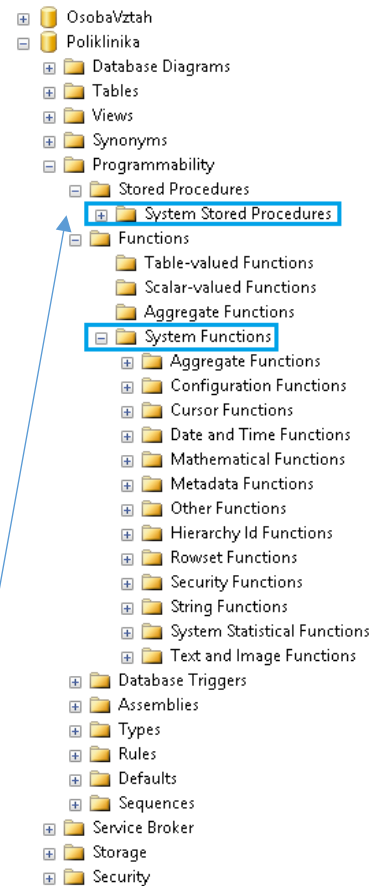 OsobaVztah
Poliklinika
Database Diagrams
Tables
Views
Synonyms
Programmability
Stored Procedures
System Stored Procedures
Functions
Table-valued Functions
Scalar-valued Functions
Aggregate Functions
System Functions
Aggregate Functions
Configuration Functions
Cursor Functions
Date and Time Functions
Mathematical Functions
Metadata Functions
Other Functions
Hierarchy Id Functions
Rowset Functions
Security Functions
String Functions
System Statistical Functions
Text and Image Functions
Database Triggers
Assemblies
Types
Rules
Defaults
Sequences
Service Broker
Storage
Security